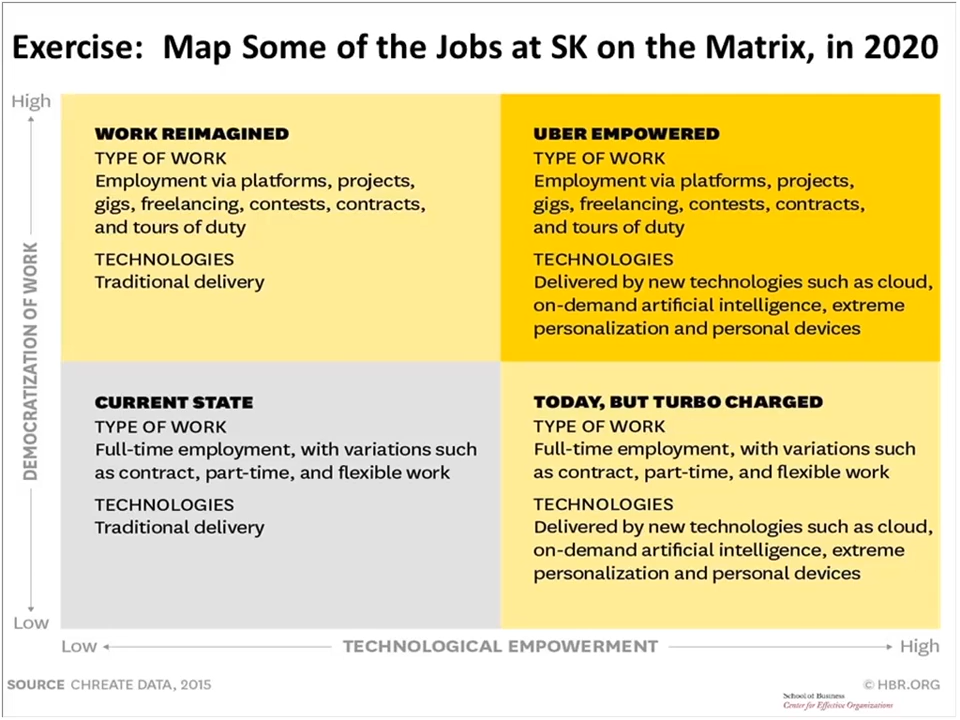 Exercise: Map Some of the Jobs at SK on the Matrix, in 2020
High
WORK REIMAGINED
TYPE OF WORK
Employment via platforms, projects,
gigs, freelancing, contests, contracts,
and tours of duty
TECHNOLOGIES
Traditional delivery
UBER EMPOWERED
TYPE OF WORK
Employment via platforms, projects,
gigs, freelancing, contests, contracts,
and tours of duty
TECHNOLOGIES
Delivered by new technologies such as cloud,
on-demand artificial intelligence, extreme
personalization and personal devices
DEMOCRATIZATION OF WORK
CURRENT STATE
TYPE OF WORK
Full-time employment, with variations such
as contract, part-time, and flexible work
TECHNOLOGIES
Traditional delivery
TODAY, BUT TURBO CHARGED
TYPE OF WORK
Full-time employment, with variations such
as contract, part-time, and flexible work
TECHNOLOGIES
Delivered by new technologies such as cloud,
on-demand artificial intelligence, extreme
personalization and personal devices
Low
Low
TECHNOLOGICAL EMPOWERMENT
High
SOURCE CHREATE DATA, 2015
© HBR.ORG
School of Business
Center for Effective Organizations